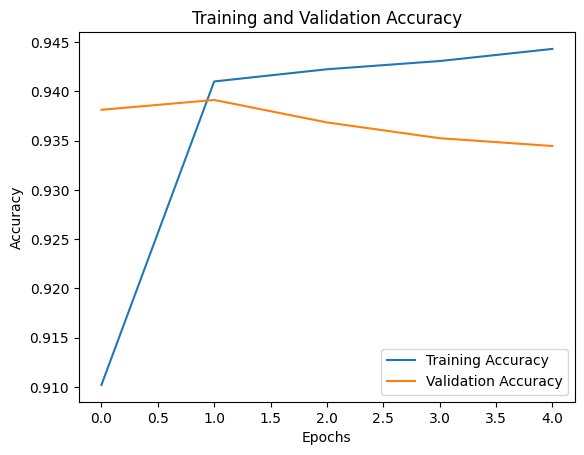 Training and Validation Accuracy
0.945
0.940
0.935
0.930
0.925
0.920
0.915
0.910
Accuracy
0.0 0.5 1.0 1.5 2.0 2.5 3.0 3.5 4.0
Epochs
Training Accuracy
Validation Accuracy